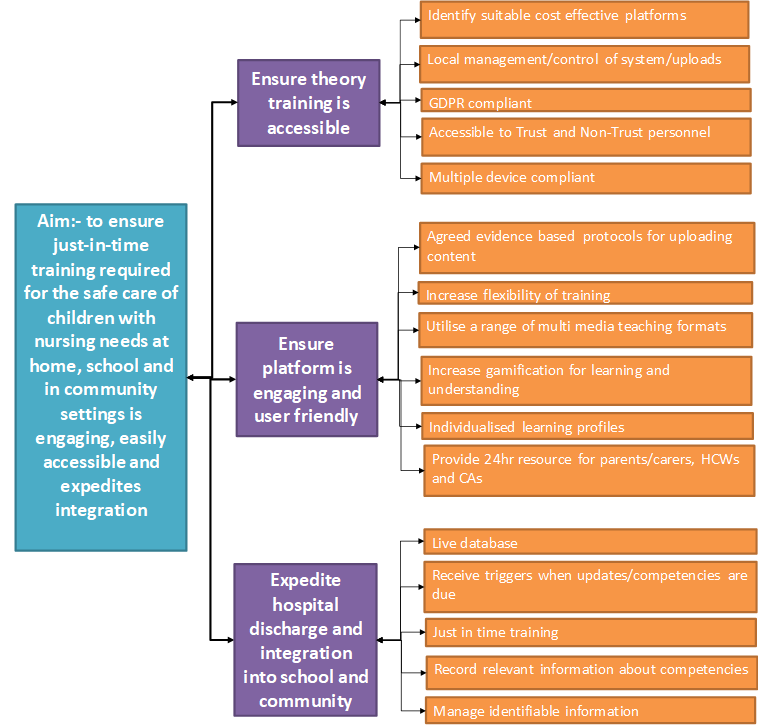 Aim:- to ensure
just-in-time
training required
for the safe care of
children with
nursing needs at
home, school and
in community
settings is
engaging, easily
accessible and
expedites
integration
Ensure theory
training is
accessible
Identify suitable cost effective platforms
Local management/control of system/uploads
GDPR compliant
Accessible to Trust and Non-Trust personnel
Multiple device compliant
Ensure
platform is
engaging and
user friendly
Agreed evidence based protocols for uploading
content
Increase flexibility of training
Utilise a range of multi media teaching formats
Increase gamification for learning and
understanding
Individualised learning profiles
Provide 24hr resource for parents/carers, HCWs
and CAs
Expedite
hospital
discharge and
integration
into school and
community
Live database
Receive triggers when updates/competencies are
due
Just in time training
Record relevant information about competencies
Manage identifiable information